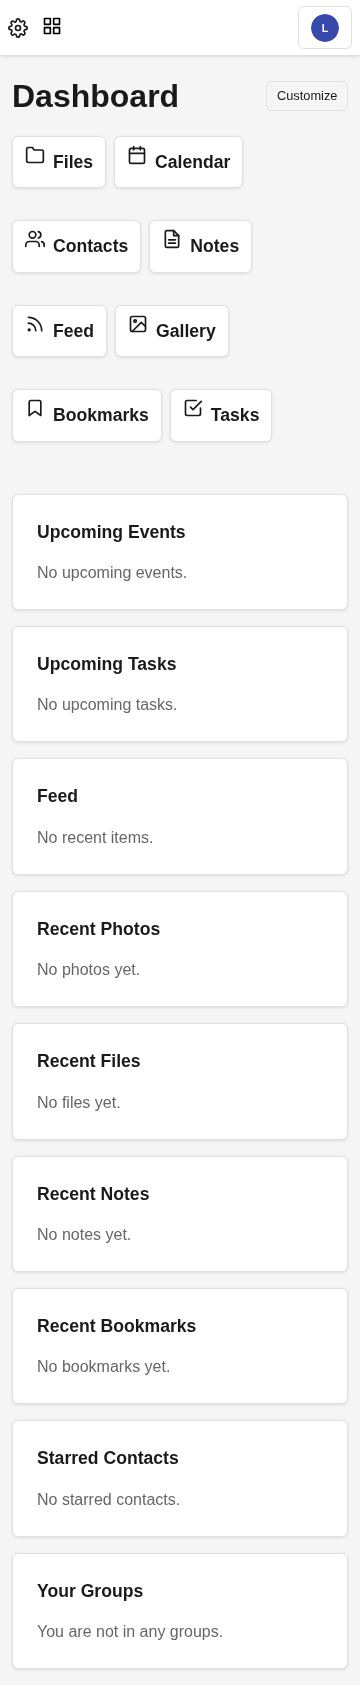 L
Dashboard
Customize
Files
Calendar
Contacts
Notes
Feed
Gallery
Bookmarks
Tasks
Upcoming Events
No upcoming events.
Upcoming Tasks
No upcoming tasks.
Feed
No recent items.
Recent Photos
No photos yet.
Recent Files
No files yet.
Recent Notes
No notes yet.
Recent Bookmarks
No bookmarks yet.
Starred Contacts
No starred contacts.
Your Groups
You are not in any groups.